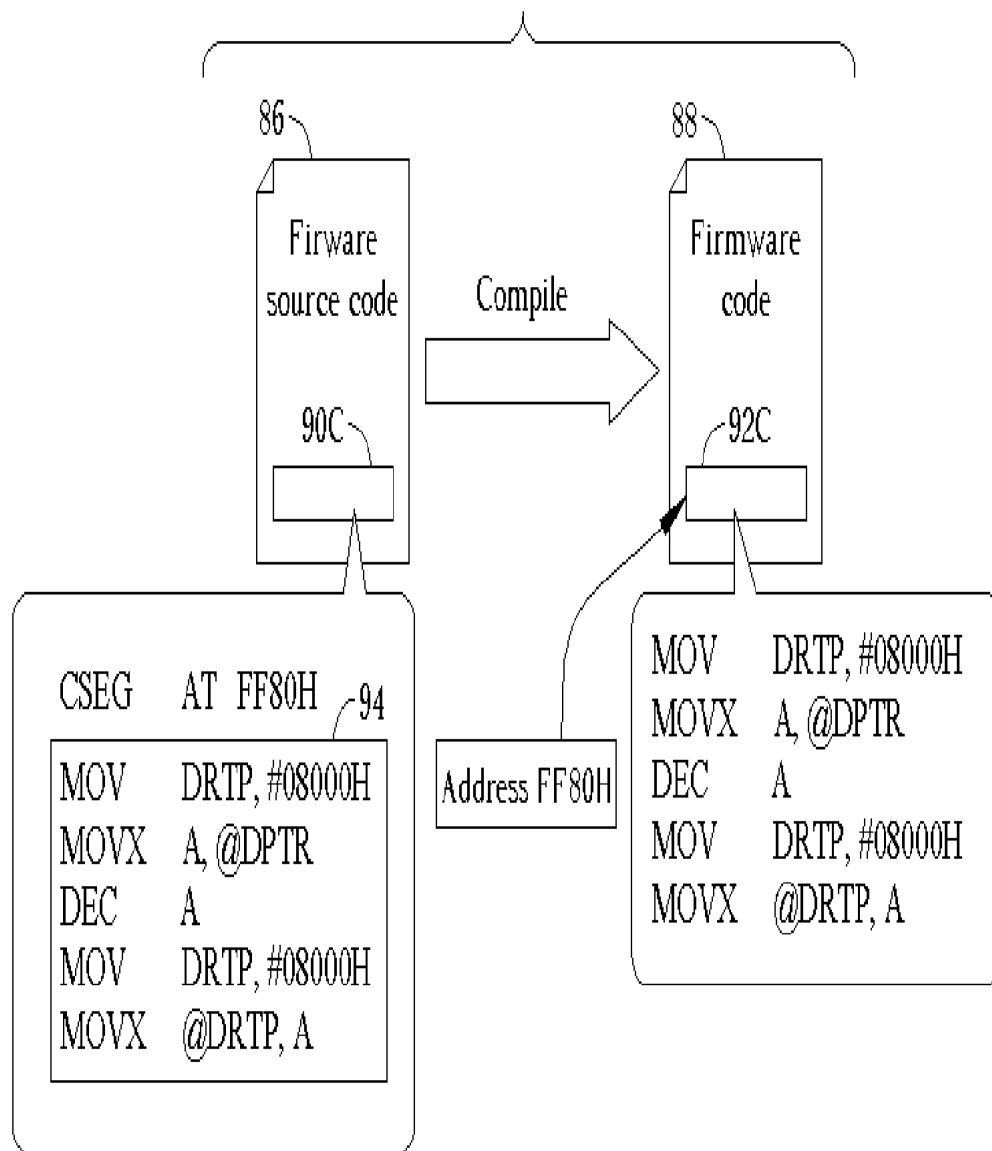 86
88
Firware
source code
Firmware
code
Compile
90C
92C
CSEG AT FF80H
94
MOV DRTP, #08000H
MOVX A, @DPTR
DEC A
MOV DRTP, #08000H
MOVX @DRTP, A
Address FF80H
MOV DRTP, #08000H
MOVX A, @DPTR
DEC A
MOV DRTP, #08000H
MOVX @DRTP, A